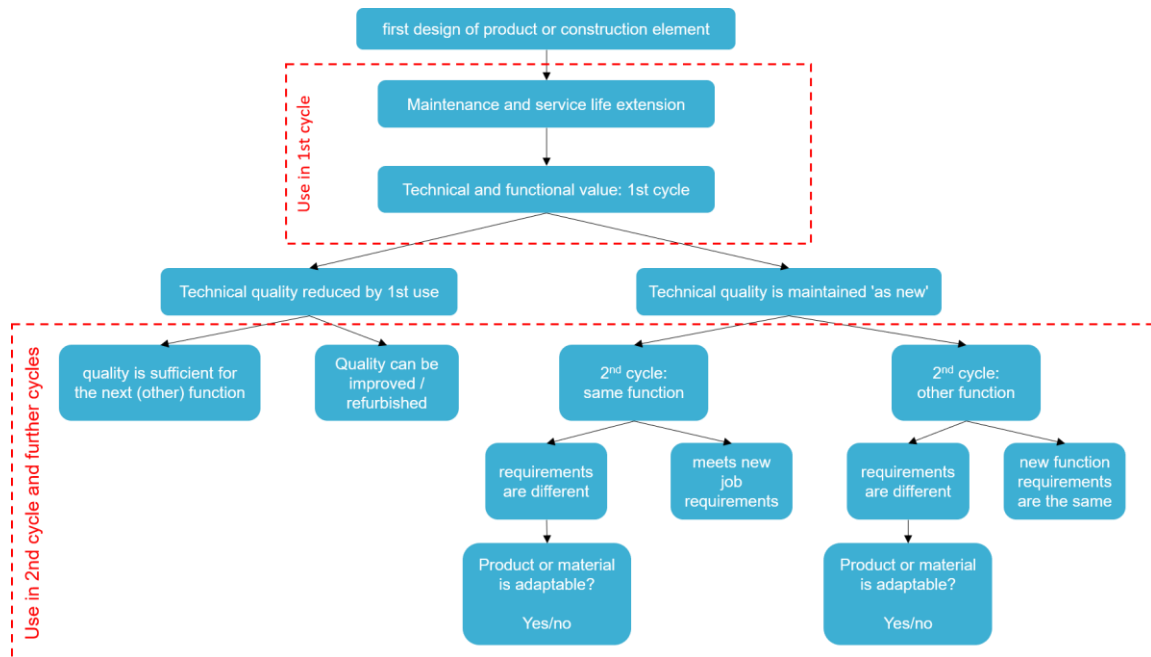 first design of product or construction element
Use in 1st cycle
Maintenance and service life extension
Technical and functional value: 1st cycle
Technical quality reduced by 1st use
Technical quality is maintained 'as new'
Use in 2nd cycle and further cycles
quality is sufficient for
the next (other) function
Quality can be
improved /
refurbished
2nd cycle:
same function
2nd cycle:
other function
requirements
are different
meets new
job
requirements
requirements
are different
new function
requirements
are the same
Product or material
is adaptable?
Yes/no
Product or material
is adaptable?
Yes/no